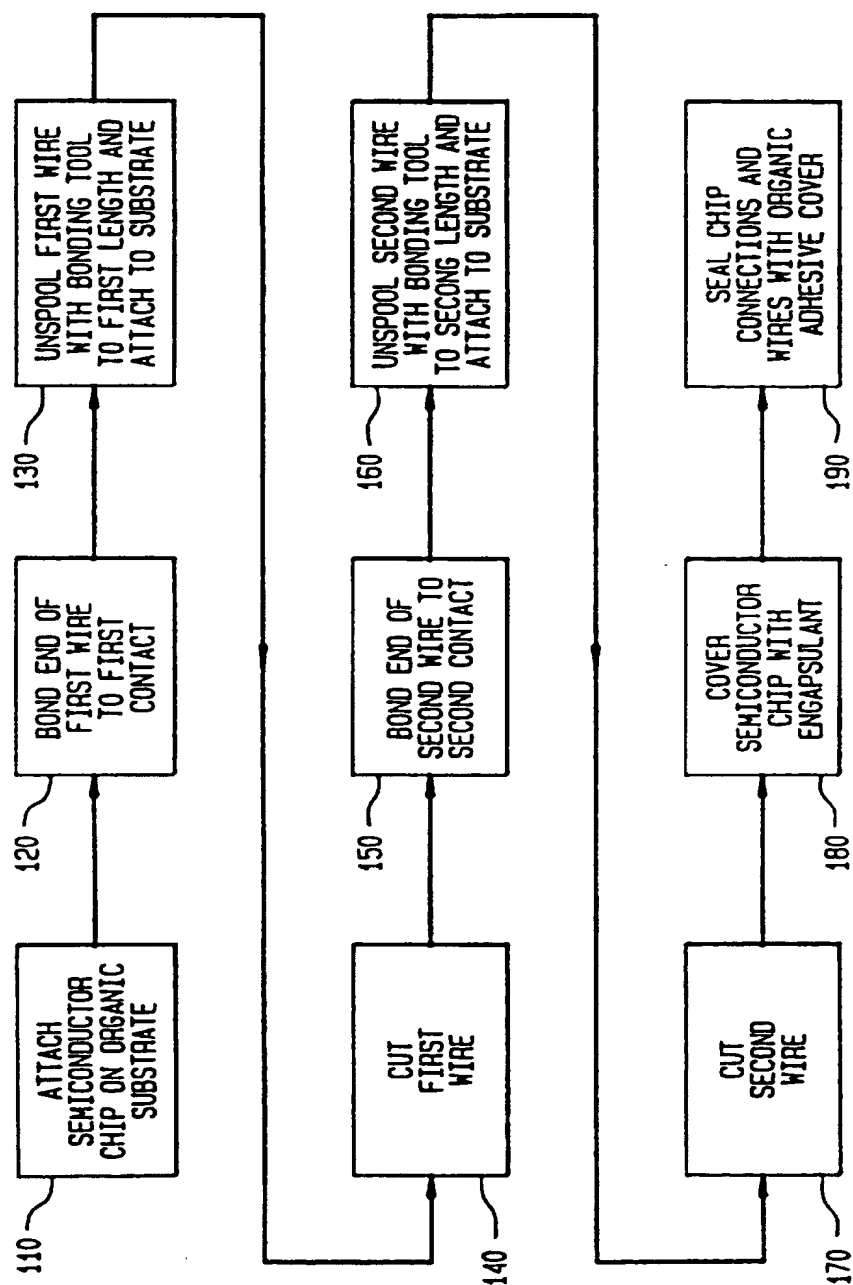 110
ATTACH
SEMICONDUCTOR
CHIP ON ORGANIC
SUBSTRATE
120
BOND END OF
FIRST WIRE
TO FIRST
CONTACT
130
UNSPOOL FIRST WIRE
WITH BONDING TOOL
TO FIRST LENGTH AND
ATTACH TO SUBSTRATE
140
CUT
FIRST
WIRE
150
BOND END OF
SECOND WIRE TO
SECOND CONTACT
160
UNSPOOL SECOND WIRE
WITH BONDING TOOL
TO SECONG LENGTH AND
ATTACH TO SUBSTRATE
170
CUT
SECOND
WIRE
180
COVER
SEMICONDUCTOR
CHIP WITH
ENGAPSULANT
190
SEAL CHIP
CONNECTIONS AND
WIRES WITH ORGANIC
ADHESIVE COVER